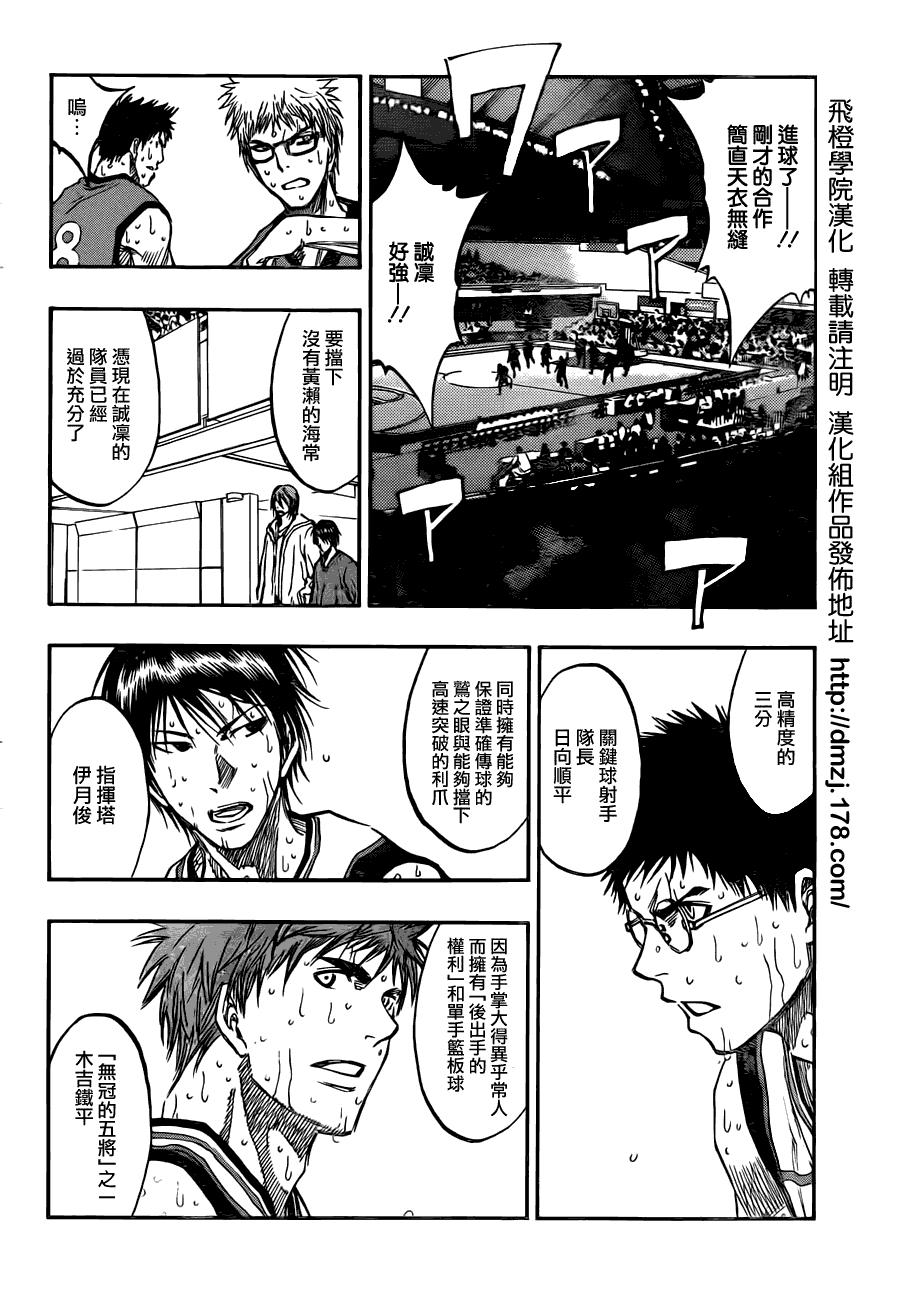 進球了——!!
剛才的合作
簡直天衣無縫
誠凜
好強—!!
ワ
ア
ア
ア
ア
嗚…
8
要擋下
沒有黃瀨的海常
憑現在誠凜的
隊員已經
過於充分了
高精度的
三分
關鍵球射手
隊長
日向順平
同時擁有能夠
保證準確傳球的
鷲之眼與能夠擋下
高速突破的利爪
指揮塔
伊月俊
因為手掌大得異乎常人
而擁有「後出手的
權利」和單手籃板球
「無冠的五將」之一
木吉鐵平
飛橙學院漢化 轉載請注明 漢化組作品發佈地址 http://dmzj.178.com/